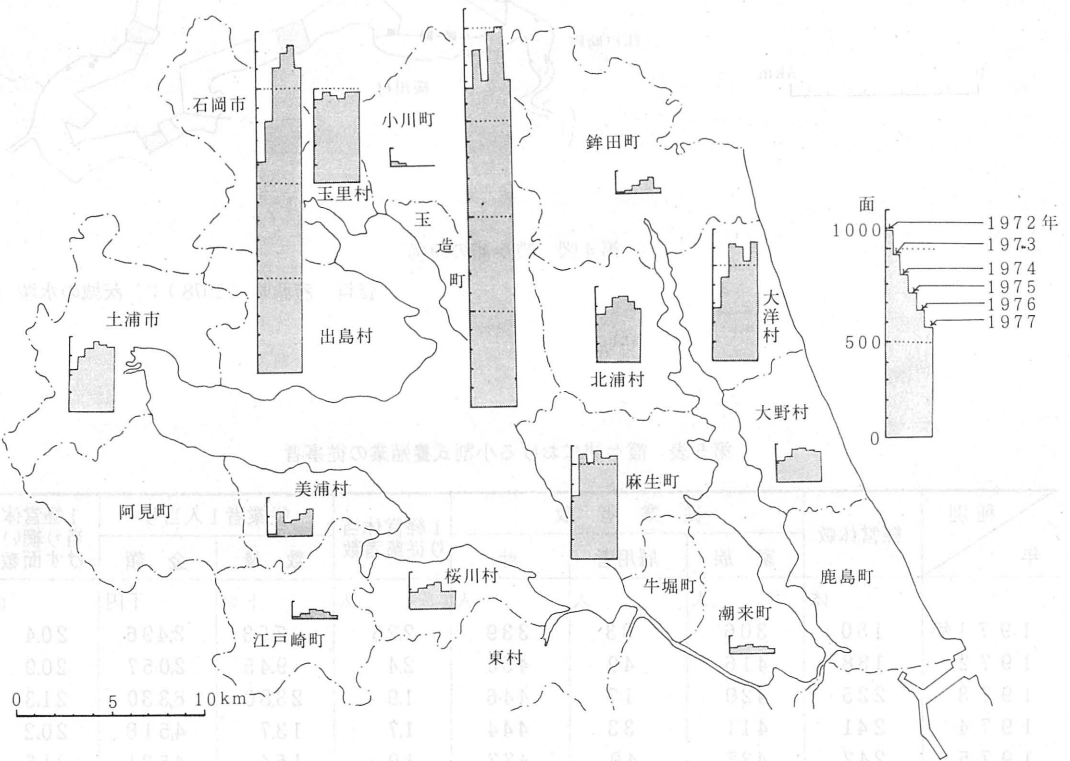 石岡市
小川町
鉾田町
玉里村
玉造町
大洋村
土浦市
出島村
北浦村
大野村
美浦村
阿見町
麻生町
桜川村
牛堀町
鹿島町
潮来町
江戸崎町
東村
0 5 10km
面
1000
500
0
1972年
1973
1974
1975
1976
1977